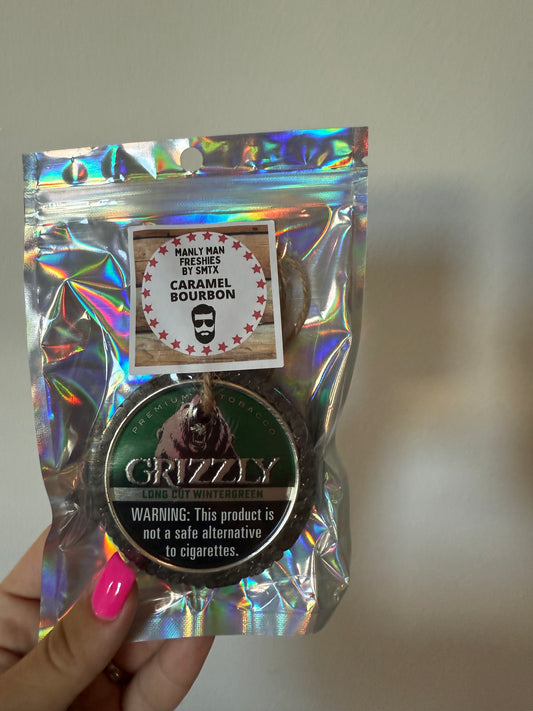 MANLY MAN
FRESHIES
BY SMTX
CARAMEL
BOURBON
PREMIUM TOBACCO
GRIZZLY
LONG CUT WINTERGREEN
WARNING: This product is
not a safe alternative
to cigarettes.